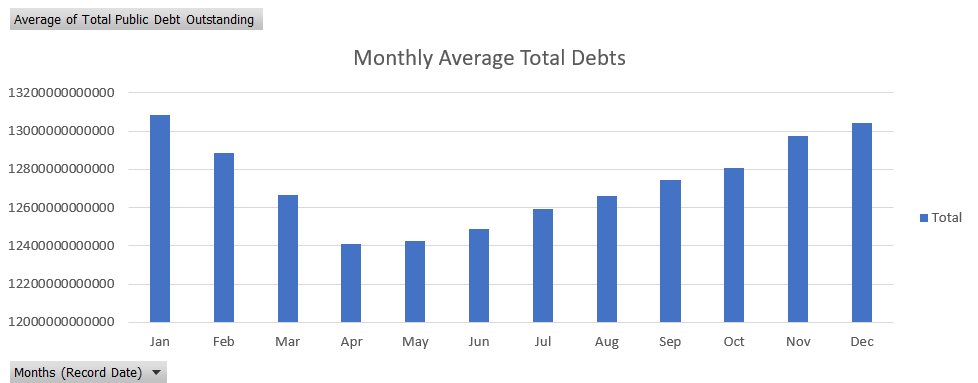 Average of Total Public Debt Outstanding
Monthly Average Total Debts
13200000000000
13000000000000
12800000000000
12600000000000
12400000000000
12200000000000
12000000000000
Jan Feb Mar Apr May Jun Jul Aug Sep Oct Nov Dec
Total
Months (Record Date)